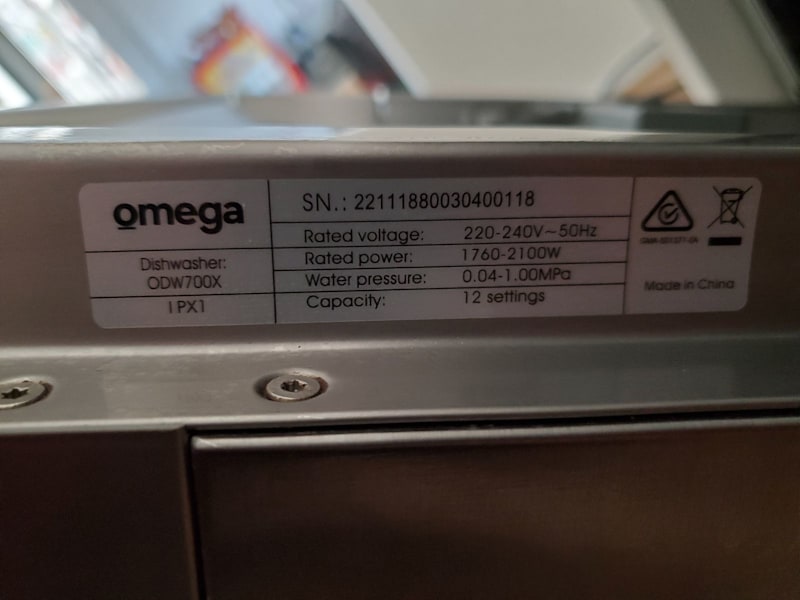 omega
Dishwasher:
ODW700X
IPX1
SN.: 22111880030400118
Rated voltage: 220-240V~50Hz
Rated power: 1760-2100W
Water pressure: 0.04-1.00MPa
Capacity: 12 settings
Made in China